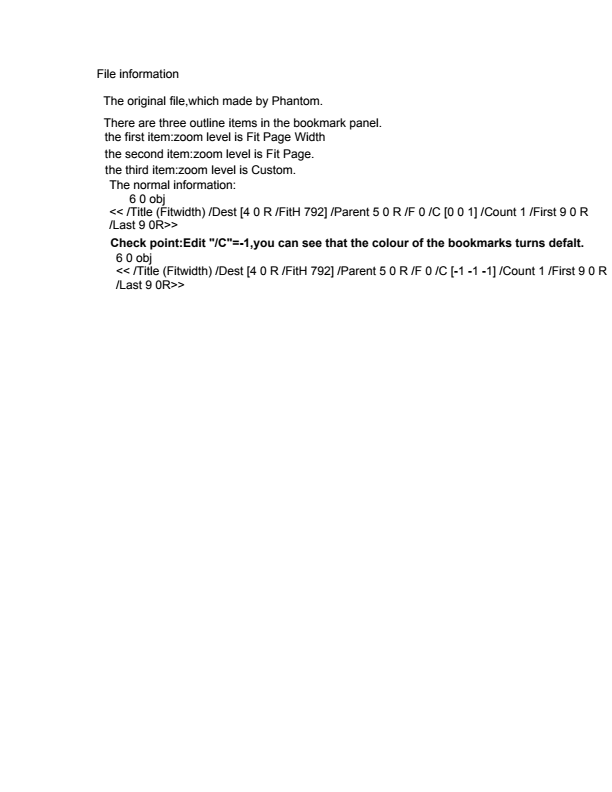 File information
The original file,which made by Phantom.
There are three outline items in the bookmark panel.
the first item:zoom level is Fit Page Width
the second item:zoom level is Fit Page.
the third item:zoom level is Custom.
The normal information:
6 0 obj
<< /Title (Fitwidth) /Dest [4 0 R /FitH 792] /Parent 5 0 R /F 0 /C [0 0 1] /Count 1 /First 9 0 R
/Last 9 0R>>
Check point:Edit "/C"=-1,you can see that the colour of the bookmarks turns defalt.
6 0 obj
<< /Title (Fitwidth) /Dest [4 0 R /FitH 792] /Parent 5 0 R /F 0 /C [-1 -1 -1] /Count 1 /First 9 0 R
/Last 9 0R>>